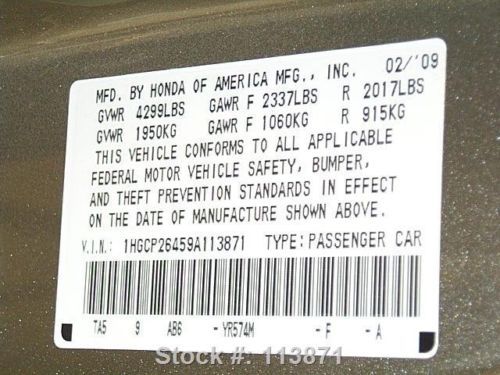 MFD. BY HONDA OF AMERICA MFG., INC. 02/'09
GVWR 4299LBS GAWR F 2337LBS R 2017LBS
GVWR 1950KG GAWR F 1060KG R 915KG
THIS VEHICLE CONFORMS TO ALL APPLICABLE
FEDERAL MOTOR VEHICLE SAFETY, BUMPER,
AND THEFT PREVENTION STANDARDS IN EFFECT
ON THE DATE OF MANUFACTURE SHOWN ABOVE.
V.I.N.: 1HGCP26459A113871 TYPE: PASSENGER CAR
TA5 9 AB6 -YR574M -F -A
Stock #: 113871